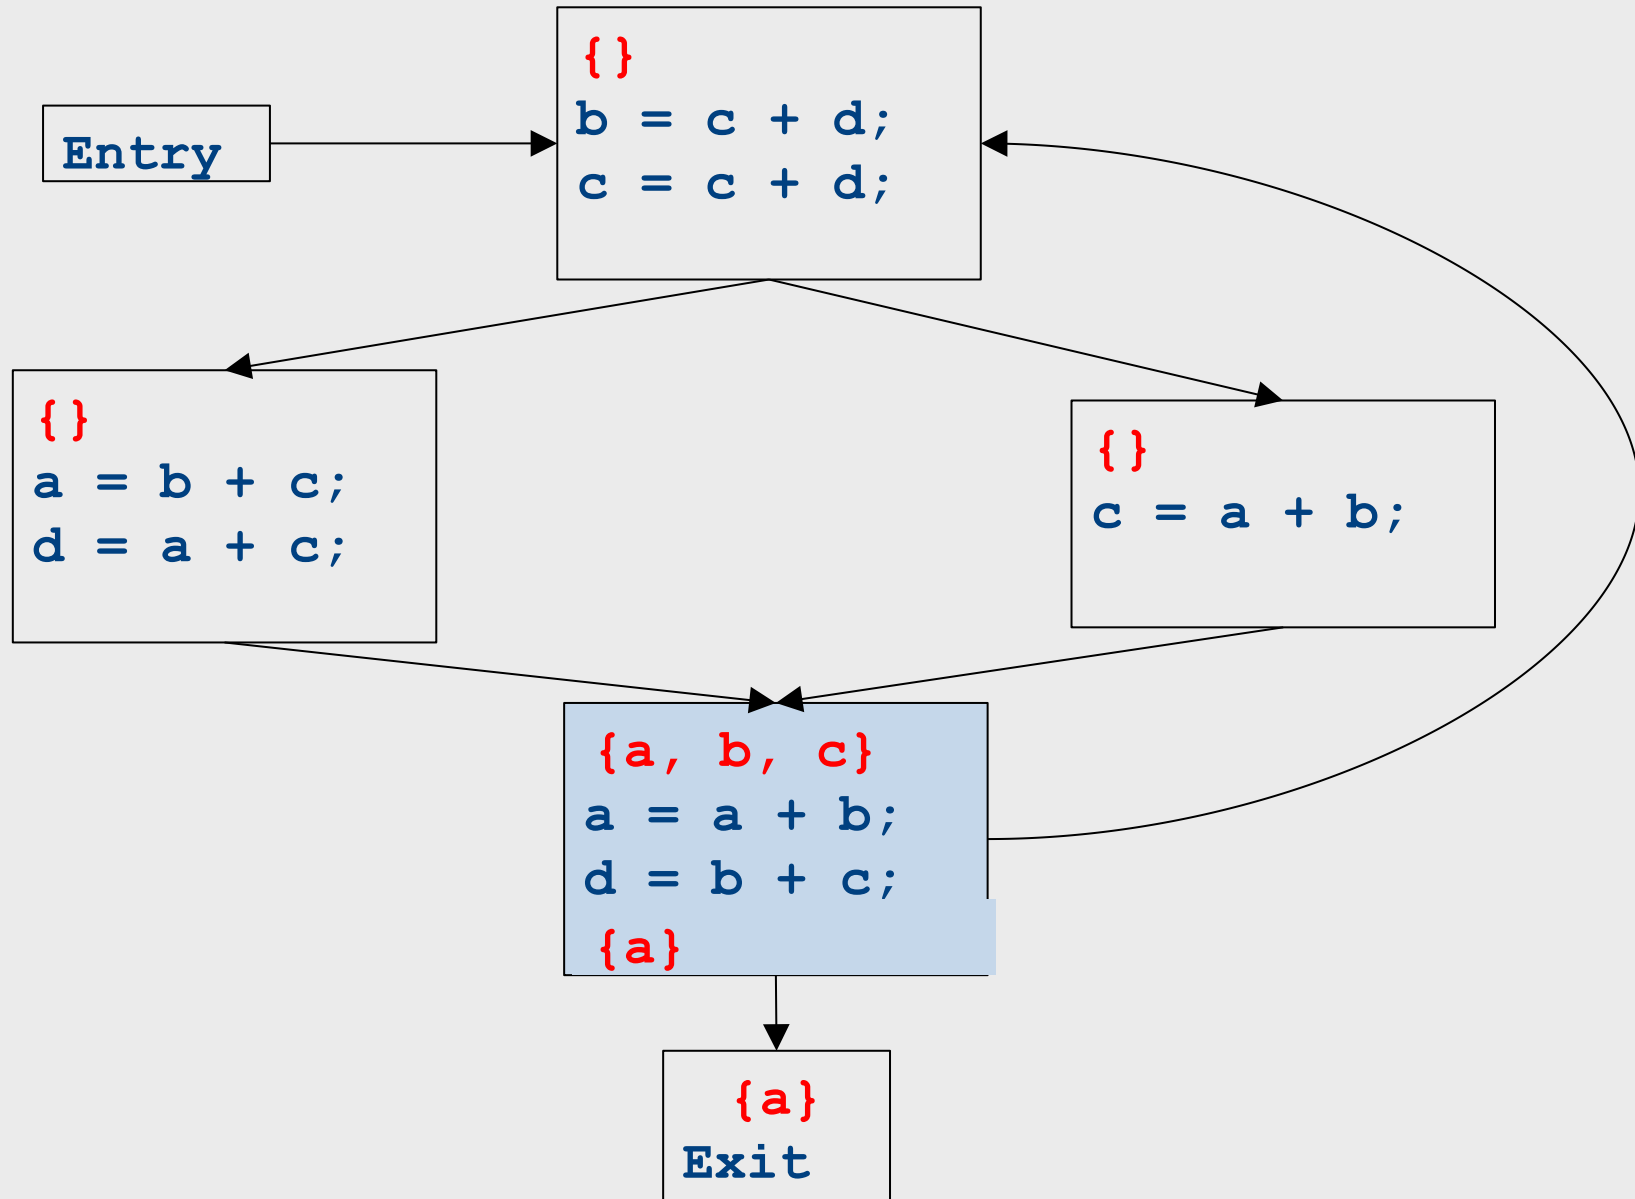 {}
b = c + d;
c = c + d;
Entry
{}
a = b + c;
d = a + c;
{}
c = a + b;
{a, b, c}
a = a + b;
d = b + c;
{a}
{a}
Exit